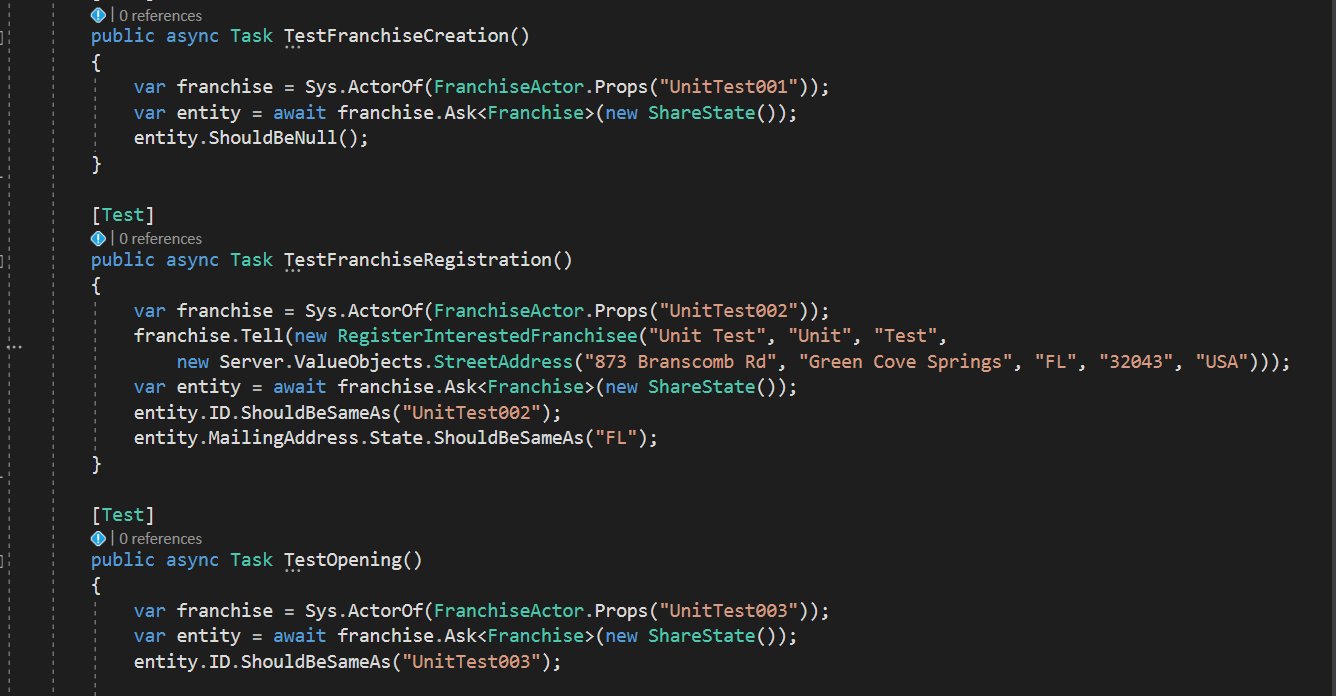 0 references
public async Task TestFranchiseCreation()
{
var franchise = Sys.ActorOf(FranchiseActor.Props("UnitTest001"));
var entity = await franchise.Ask<Franchise>(new ShareState());
entity.ShouldBeNull();
}
[Test]
0 references
public async Task TestFranchiseRegistration()
{
var franchise = Sys.ActorOf(FranchiseActor.Props("UnitTest002"));
franchise.Tell(new RegisterInterestedFranchisee("Unit Test", "Unit", "Test",
new Server.ValueObjects.StreetAddress("873 Branscomb Rd", "Green Cove Springs", "FL", "32043", "USA")));
var entity = await franchise.Ask<Franchise>(new ShareState());
entity.ID.ShouldBeSameAs("UnitTest002");
entity.MailingAddress.State.ShouldBeSameAs("FL");
}
[Test]
0 references
public async Task TestOpening()
{
var franchise = Sys.ActorOf(FranchiseActor.Props("UnitTest003"));
var entity = await franchise.Ask<Franchise>(new ShareState());
entity.ID.ShouldBeSameAs("UnitTest003");